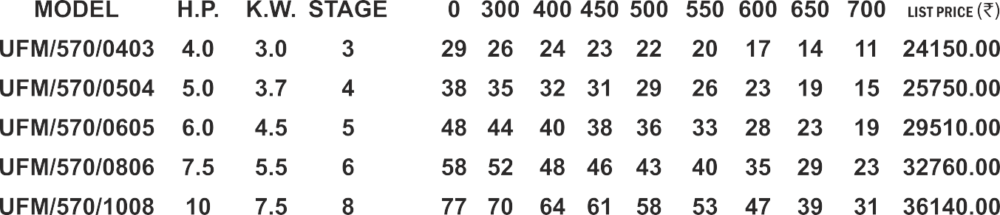 MODEL H.P. K.W. STAGE 0 300 400 450 500 550 600 650 700 LIST PRICE (₹)
UFM/570/0403 4.0 3.0 3 29 26 24 23 22 20 17 14 11 24150.00
UFM/570/0504 5.0 3.7 4 38 35 32 31 29 26 23 19 15 25750.00
UFM/570/0605 6.0 4.5 5 48 44 40 38 36 33 28 23 19 29510.00
UFM/570/0806 7.5 5.5 6 58 52 48 46 43 40 35 29 23 32760.00
UFM/570/1008 10 7.5 8 77 70 64 61 58 53 47 39 31 36140.00